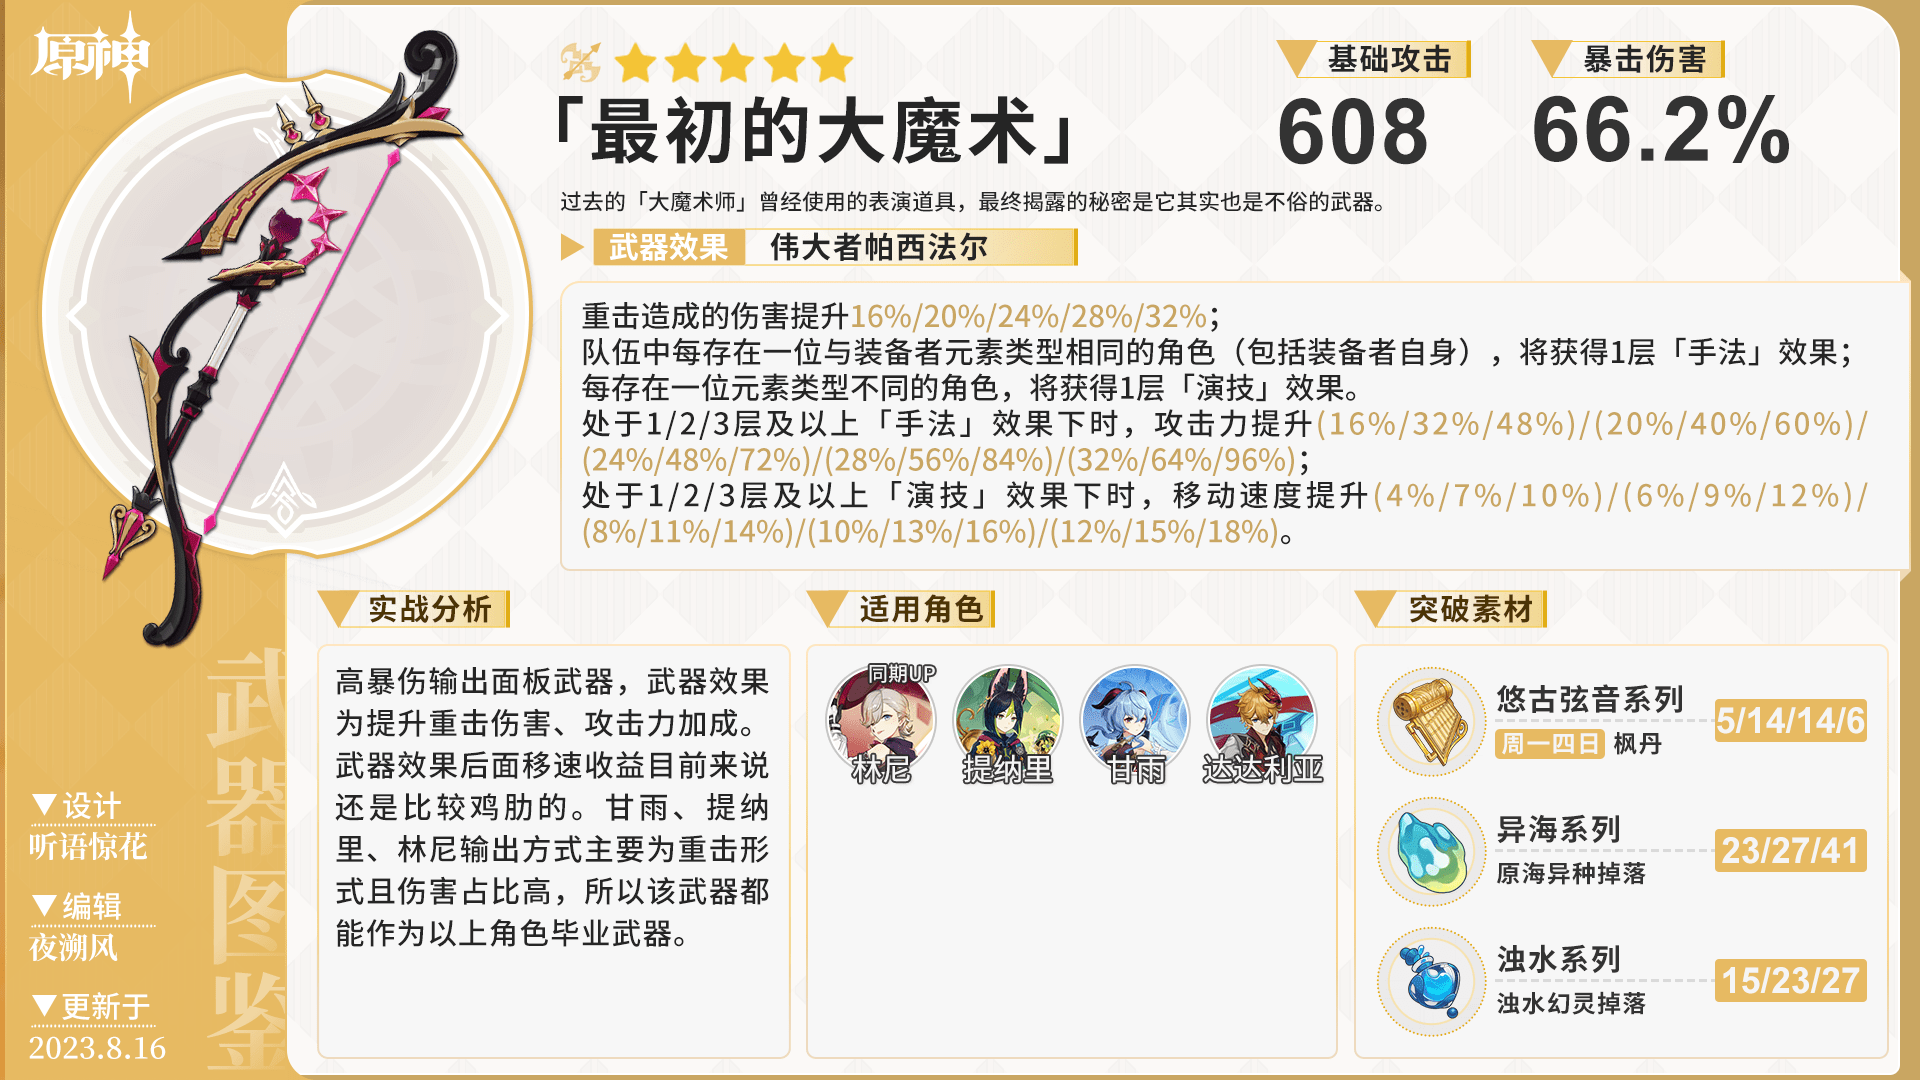 原神
「最初的大魔术」
基础攻击
608
暴击伤害
66.2%
过去的「大魔术师」曾经使用的表演道具，最终揭露的秘密是它其实也是不俗的武器。
武器效果
伟大者帕西法尔
重击造成的伤害提升16%/20%/24%/28%/32%；
队伍中每存在一位与装备者元素类型相同的角色（包括装备者自身），将获得1层「手法」效果；
每存在一位元素类型不同的角色，将获得1层「演技」效果。
处于1/2/3层及以上「手法」效果下时，攻击力提升(16%/32%/48%)/(20%/40%/60%)/
(24%/48%/72%)/(28%/56%/84%)/(32%/64%/96%)；
处于1/2/3层及以上「演技」效果下时，移动速度提升(4%/7%/10%)/(6%/9%/12%)/
(8%/11%/14%)/(10%/13%/16%)/(12%/15%/18%)。
实战分析
高暴伤输出面板武器，武器效果
为提升重击伤害、攻击力加成。
武器效果后面移速收益目前来说
还是比较鸡肋的。甘雨、提纳
里、林尼输出方式主要为重击形
式且伤害占比高，所以该武器都
能作为以上角色毕业武器。
适用角色
同期UP
林尼
提纳里
甘雨
达达利亚
突破素材
悠古弦音系列
周一四日 枫丹
5/14/14/6
异海系列
原海异种掉落
23/27/41
浊水系列
浊水幻灵掉落
15/23/27
武器图鉴
▼设计
听语惊花
▼编辑
夜溯风
▼更新于
2023.8.16